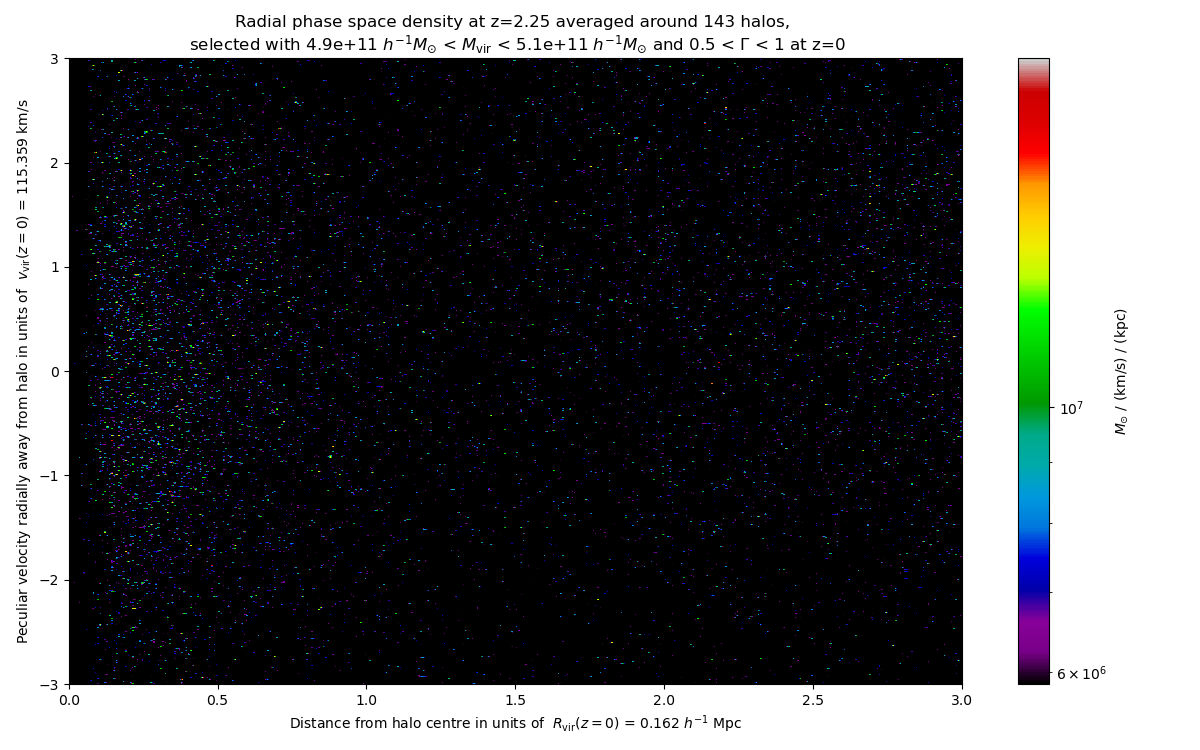 Radial phase space density at z=2.25 averaged around 143 halos,
selected with 4.9e+11 h⁻¹M☉ < Mvir < 5.1e+11 h⁻¹M☉ and 0.5 < Γ < 1 at z=0
Peculiar velocity radially away from halo in units of vvir(z = 0) = 115.359 km/s
3
2
1
0
−1
−2
−3
0.0 0.5 1.0 1.5 2.0 2.5 3.0
Distance from halo centre in units of Rvir(z = 0) = 0.162 h⁻¹ Mpc
10⁷
6 × 10⁶
M☉ / (km/s) / (kpc)